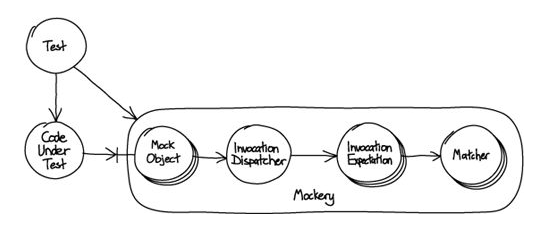 Test
Code
Under
Test
Mock
Object
Invocation
Dispatcher
Invocation
Expectation
Matcher
Mockery